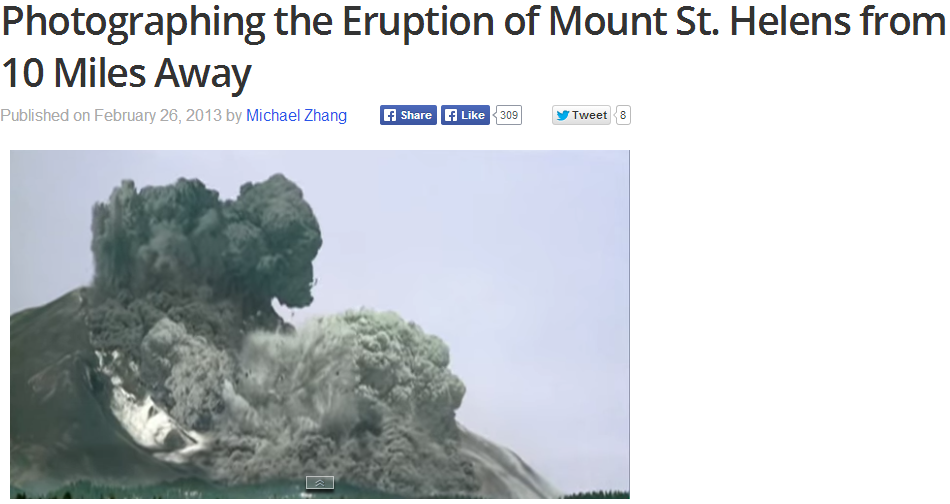 Photographing the Eruption of Mount St. Helens from
10 Miles Away
Published on February 26, 2013 by Michael Zhang Share Like 309 Tweet 8